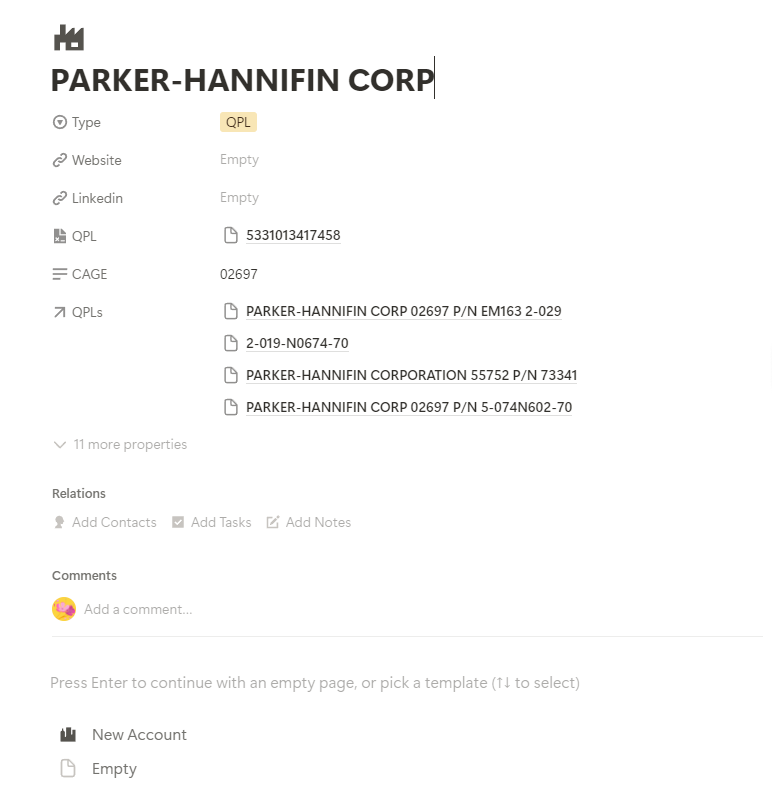 PARKER-HANNIFIN CORP
Type QPL
Website Empty
Linkedin Empty
QPL 5331013417458
CAGE 02697
QPLs PARKER-HANNIFIN CORP 02697 P/N EM163 2-029
2-019-N0674-70
PARKER-HANNIFIN CORPORATION 55752 P/N 73341
PARKER-HANNIFIN CORP 02697 P/N 5-074N602-70
11 more properties
Relations
Add Contacts Add Tasks Add Notes
Comments
Add a comment...
Press Enter to continue with an empty page, or pick a template (↑↓ to select)
New Account
Empty